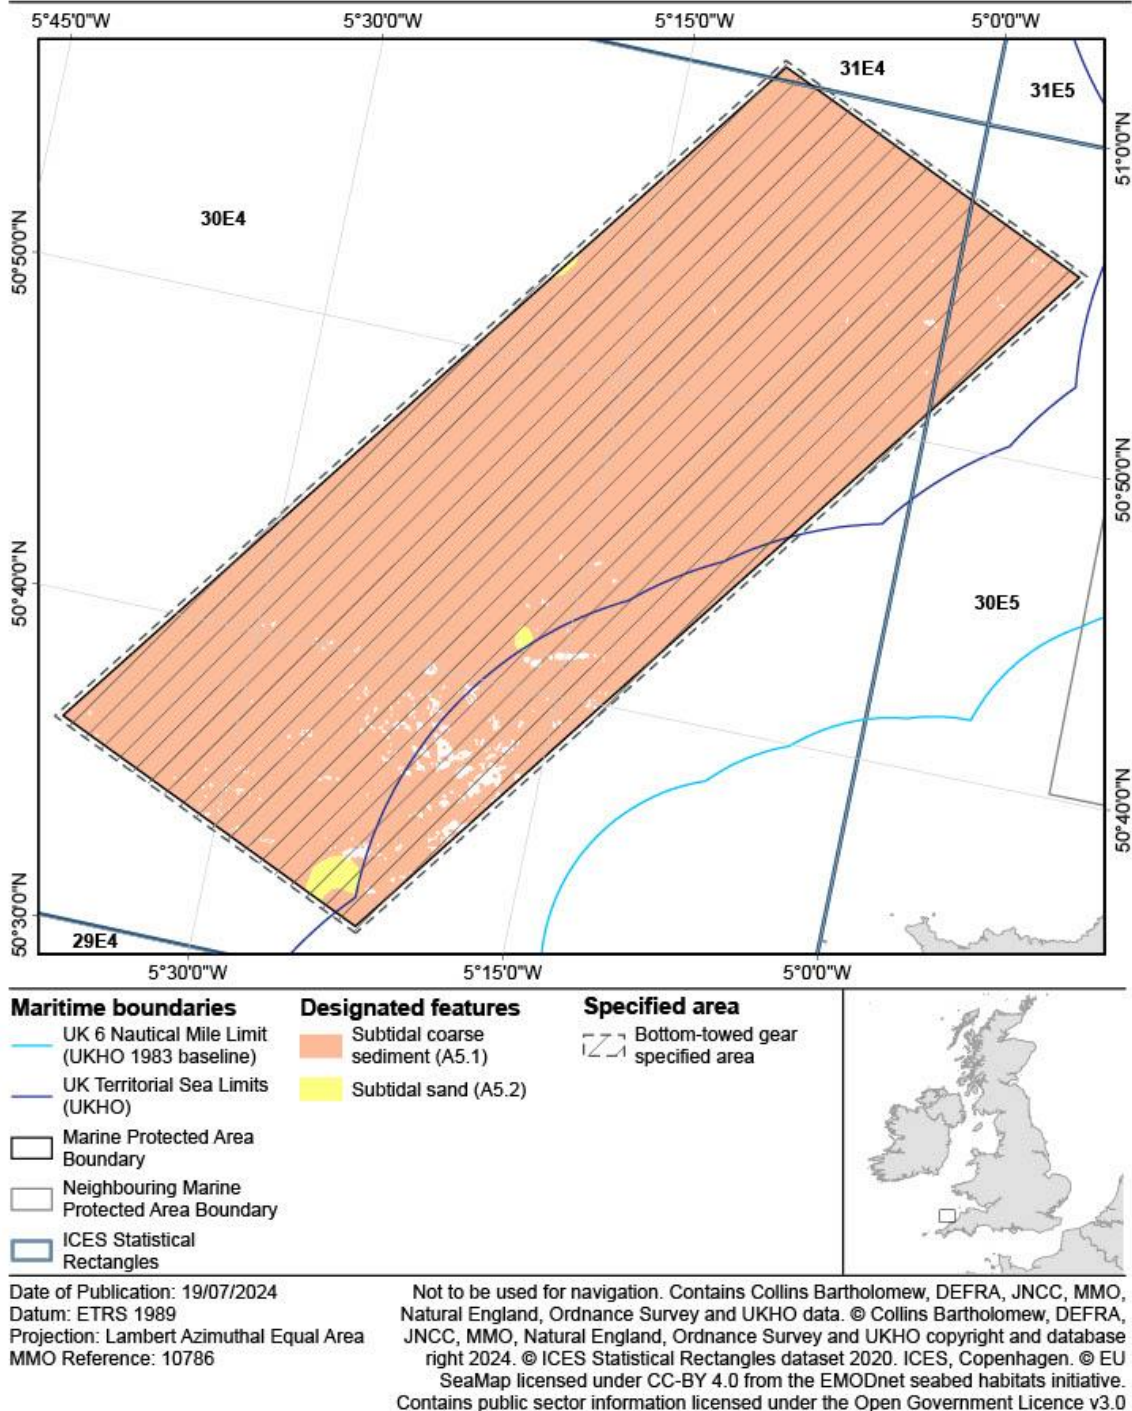 5°45'0"W 5°30'0"W 5°15'0"W 5°0'0"W
31E4
31E5
51°0'0"N
30E4
50°50'0"N
50°50'0"N
50°40'0"N
30E5
50°40'0"N
50°30'0"N
29E4
5°30'0"W 5°15'0"W 5°0'0"W
Maritime boundaries
UK 6 Nautical Mile Limit
(UKHO 1983 baseline)
UK Territorial Sea Limits
(UKHO)
Marine Protected Area
Boundary
Neighbouring Marine
Protected Area Boundary
ICES Statistical
Rectangles
Designated features
Subtidal coarse
sediment (A5.1)
Subtidal sand (A5.2)
Specified area
Bottom-towed gear
specified area
Date of Publication: 19/07/2024
Datum: ETRS 1989
Projection: Lambert Azimuthal Equal Area
MMO Reference: 10786
Not to be used for navigation. Contains Collins Bartholomew, DEFRA, JNCC, MMO,
Natural England, Ordnance Survey and UKHO data. © Collins Bartholomew, DEFRA,
JNCC, MMO, Natural England, Ordnance Survey and UKHO copyright and database
right 2024. © ICES Statistical Rectangles dataset 2020. ICES, Copenhagen. © EU
SeaMap licensed under CC-BY 4.0 from the EMODnet seabed habitats initiative.
Contains public sector information licensed under the Open Government Licence v3.0